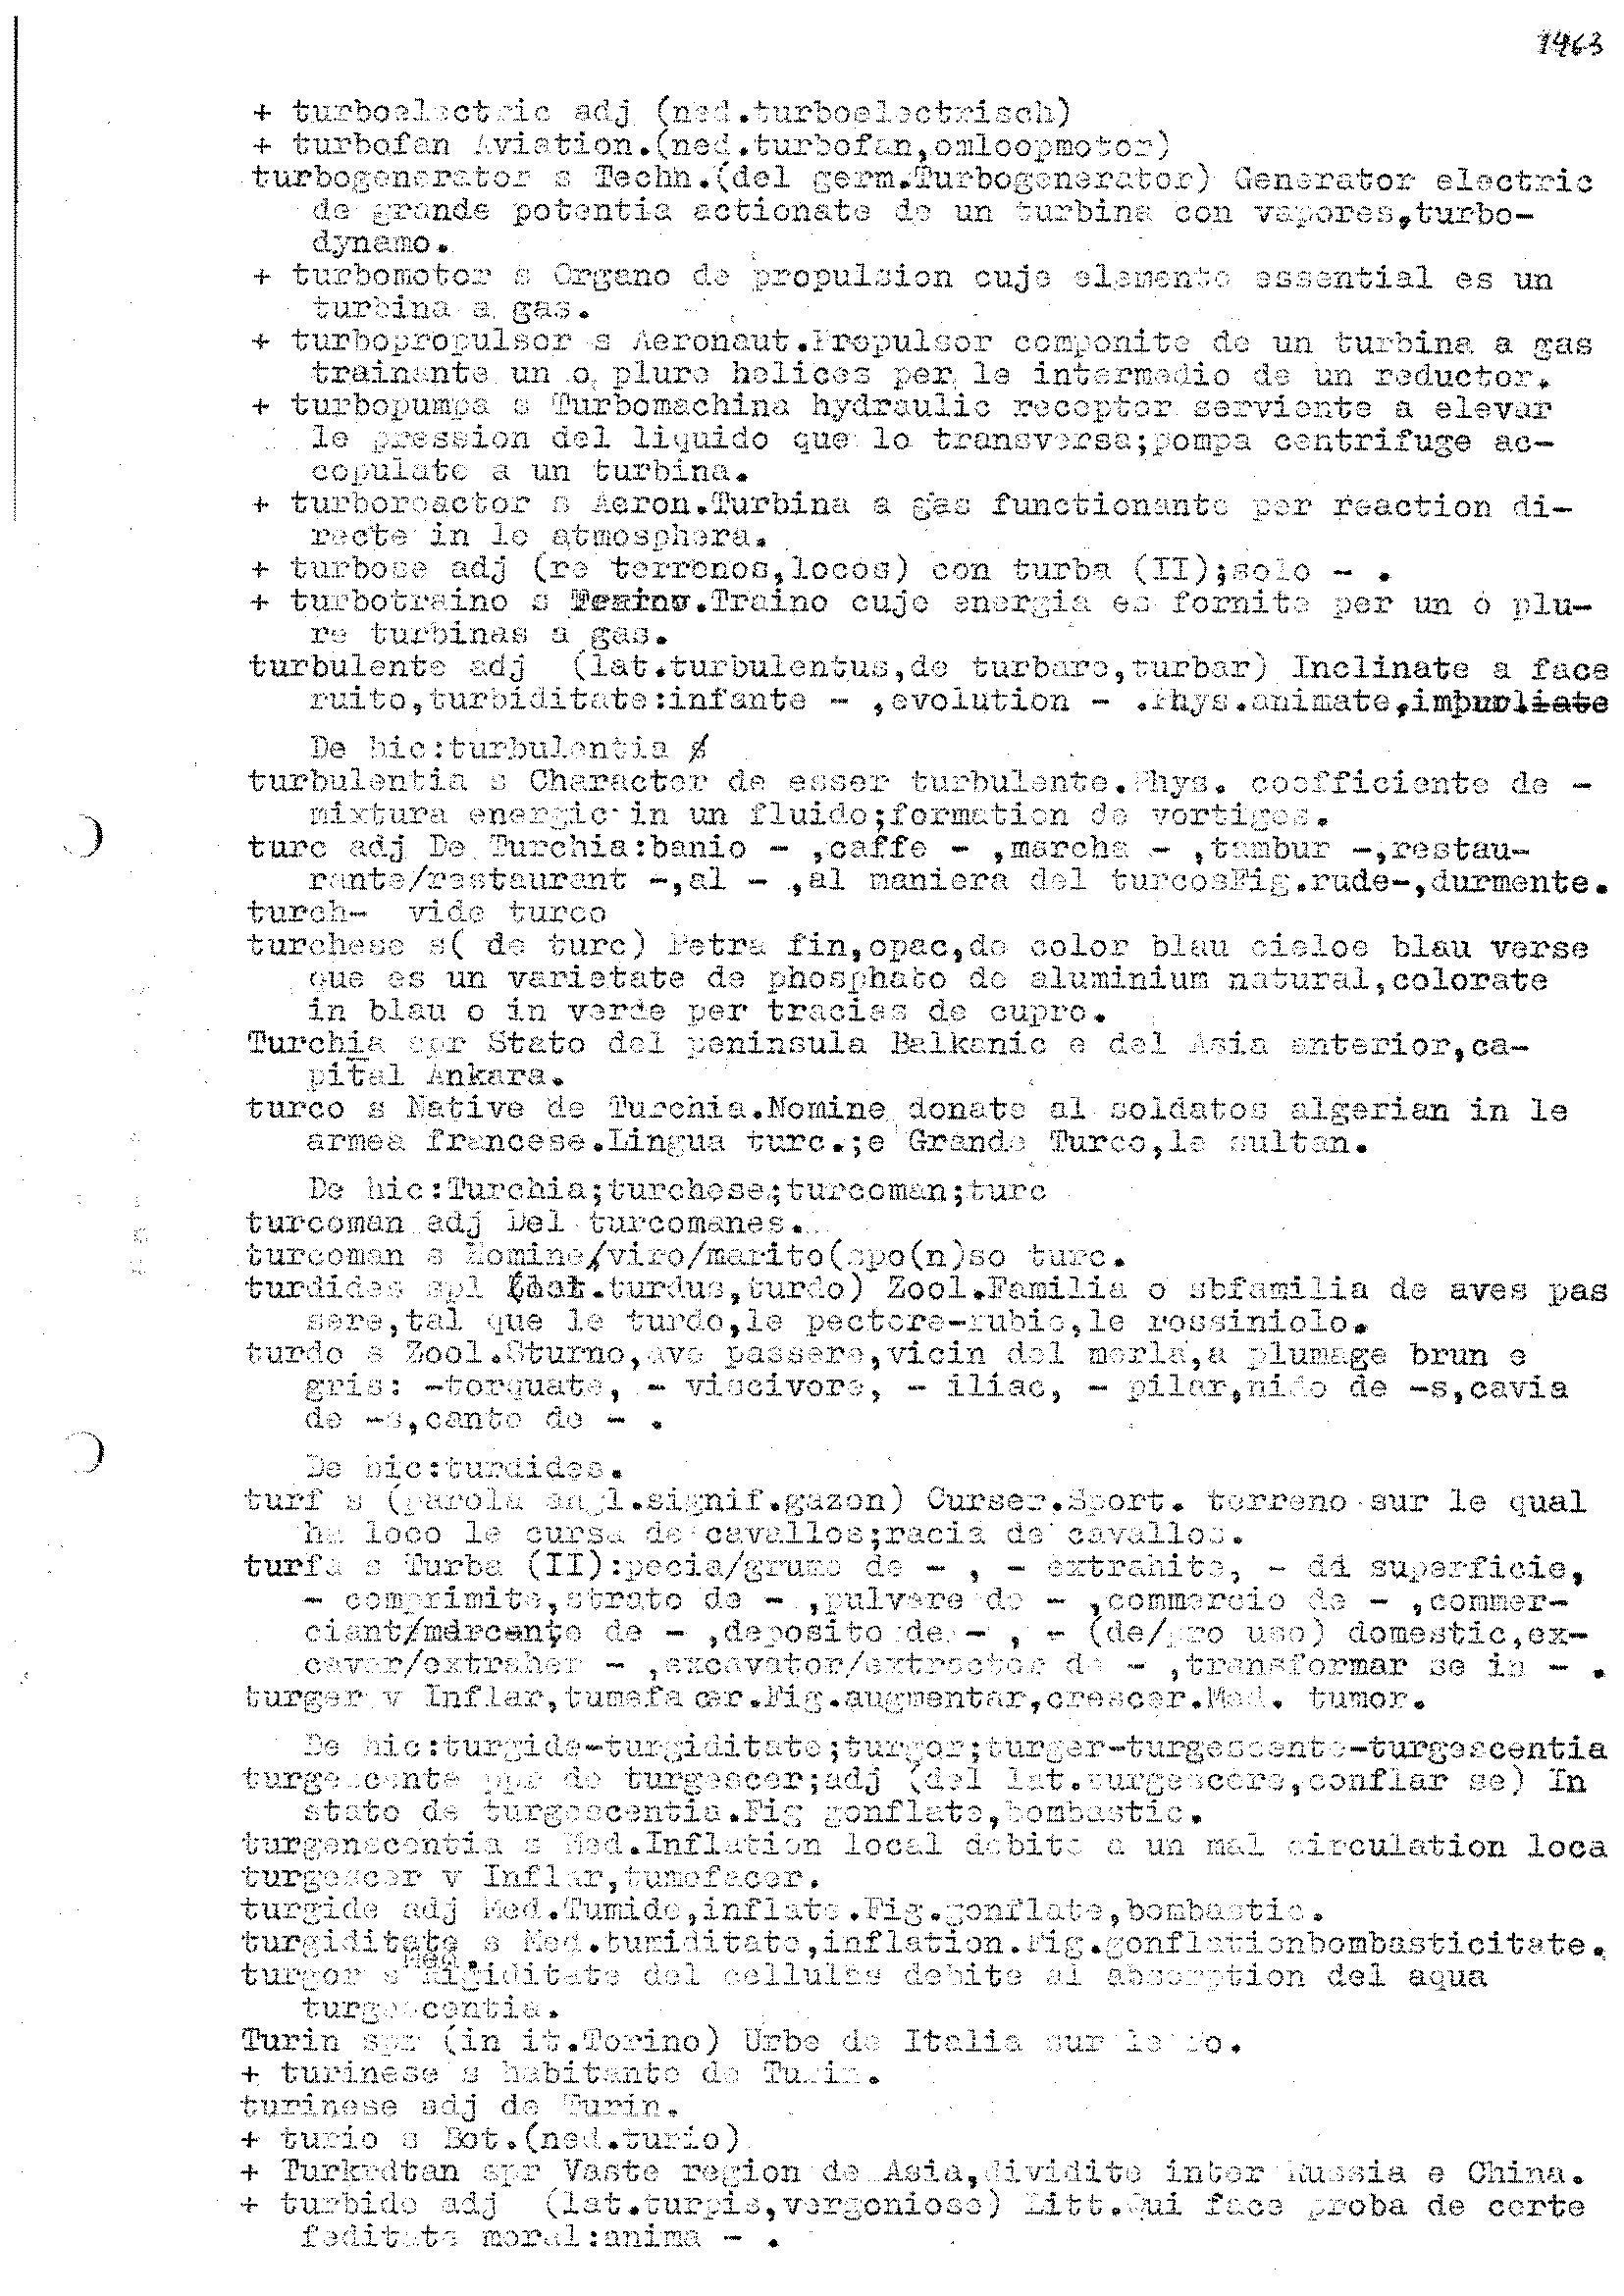 1463
+ turboelectric adj (ned.turboelectrisch)
+ turbofan Aviation.(ned.turbofan,omloopmotor)
turbogenerator s Techn.(del germ.Turbogenerator) Generator electric
de grande potentia actionate de un turbina con vapores,turbo-
dynamo.
+ turbomotor s Organo de propulsion cuje elemento essential es un
turbina a gas.
+ turbopropulsor s Aeronaut.Propulsor componite de un turbina a gas
trainante un o plure helices per le intermedio de un reductor.
+ turbopumpa s Turbomachina hydraulic receptor serviente a elevar
le pression del liquido que lo transversa;pompa centrifuge ac-
copulate a un turbina.
+ turboreactor s Aeron.Turbina a gas functionante per reaction di-
recte in le atmosphera.
+ turbose adj (re terrenos,locos) con turba (II);solo - .
+ turbotraino s .Traino cuje energia es fornite per un o plu-
re turbinas a gas.
turbulente adj (lat.turbulentus,de turbare,turbar) Inclinate a face
ruito,turbiditate:infante - ,evolution - .Phys.animate,
De hic:turbulentia
turbulentia s Character de esser turbulente.Phys. coefficiente de -
mixtura energic in un fluido;formation de vortiges.
turc adj De Turchia:banio - ,caffe - ,marcha - ,tambur -,restau-
rante/restaurant -,al - ,al maniera del turcosFig.rude-,durmente.
turch- vide turco
turchese s( de turc) Petra fin,opac,de color blau cieloe blau verse
que es un varietate de phosphato de aluminium natural,colorate
in blau o in verde per tracias de cupro.
Turchia spr Stato del peninsula Balkanic e del Asia anterior,ca-
pital Ankara.
turco s Native de Turchia.Nomine donate al soldatos algerian in le
armea francese.Lingua turc.;e Grande Turco,le sultan.
De hic:Turchia;turchese;turcoman;turc
turcoman adj Del turcomanes.
turcoman s Homine/viro/marito(spo(n)so turc.
turdides spl (lat.turdus,turdo) Zool.Familia o sbfamilia de aves pas
sere,tal que le turdo,le pectore-rubie,le rossiniolo.
turdo s Zool.Sturno,ave passere,vicin del merla,a plumage brun e
gris: -torquate, - viscivore, - iliac, - pilar,nido de -s,cavia
de -s,canto de - .
De hic:turdides.
turf s (parola angl.signif.gazon) Curser.Sport. terreno sur le qual
ha loco le cursa de cavallos;racia de cavallos.
turfa s Turba (II):pecia/grumo de - , - extrahite, - di superficie,
- comprimite,strato de - ,pulvere de - ,commercio de - ,commer-
ciant/mercante de - ,deposito de - , - (de/pro uso) domestic,ex-
cavar/extraher - ,excavator/extractor de - ,transformar se in - .
turger v Inflar,tumefacer.Fig.augmentar,crescer.Med. tumor.
De hic:turgide-turgiditate;turgor;turger-turgescente-turgescentia
turgescente ppr de turgescer;adj (del lat.turgescere,conflar se) In
stato de turgescentia.Fig gonflate,bombastic.
turgenscentia s Med.Inflation local debite a un mal circulation loca
turgescer v Inflar,tumefacer.
turgide adj Med.Tumide,inflate.Fig.gonflate,bombastic.
turgiditate s Med.tumiditate,inflation.Fig.gonflationbombasticitate.
turgor s Med. Rigiditate del cellulas debite al absorption del aqua
turgescentia.
Turin spr (in it.Torino) Urbe de Italia sur le Po.
+ turinese s habitante de Turin.
turinese adj de Turin.
+ turio s Bot.(ned.turio)
+ Turkrdtan spr Vaste region de Asia,dividite inter Russia e China.
+ turbide adj (lat.turpis,vergoniose) Litt.Qui face proba de certe
feditate moral:anima - .